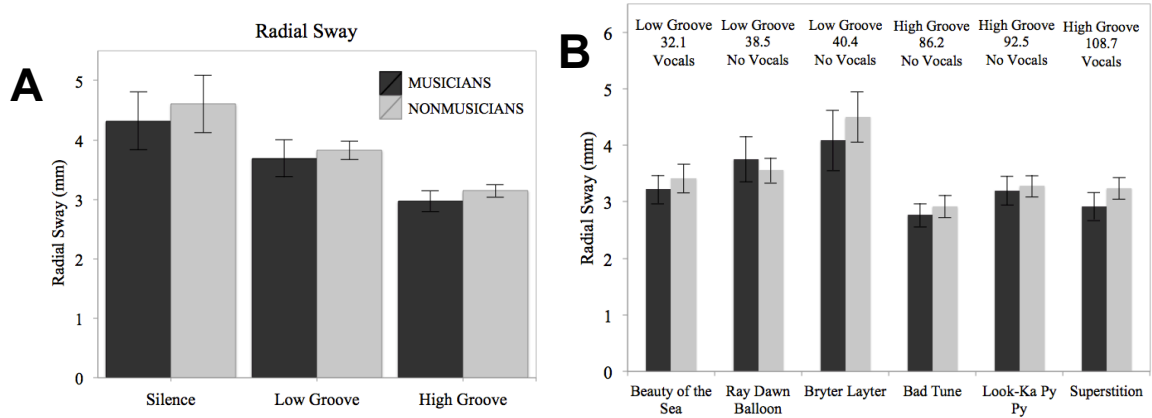 A
Radial Sway
MUSICIANS
NONMUSICIANS
Radial Sway (mm)
5
4
3
2
1
0
Silence
Low Groove
High Groove
B
Low Groove
32.1
Vocals
Low Groove
38.5
No Vocals
Low Groove
40.4
No Vocals
High Groove
86.2
No Vocals
High Groove
92.5
No Vocals
High Groove
108.7
Vocals
Radial Sway (mm)
6
5
4
3
2
1
0
Beauty of the
Sea
Ray Dawn
Balloon
Bryter Layter
Bad Tune
Look-Ka Py
Py
Superstition